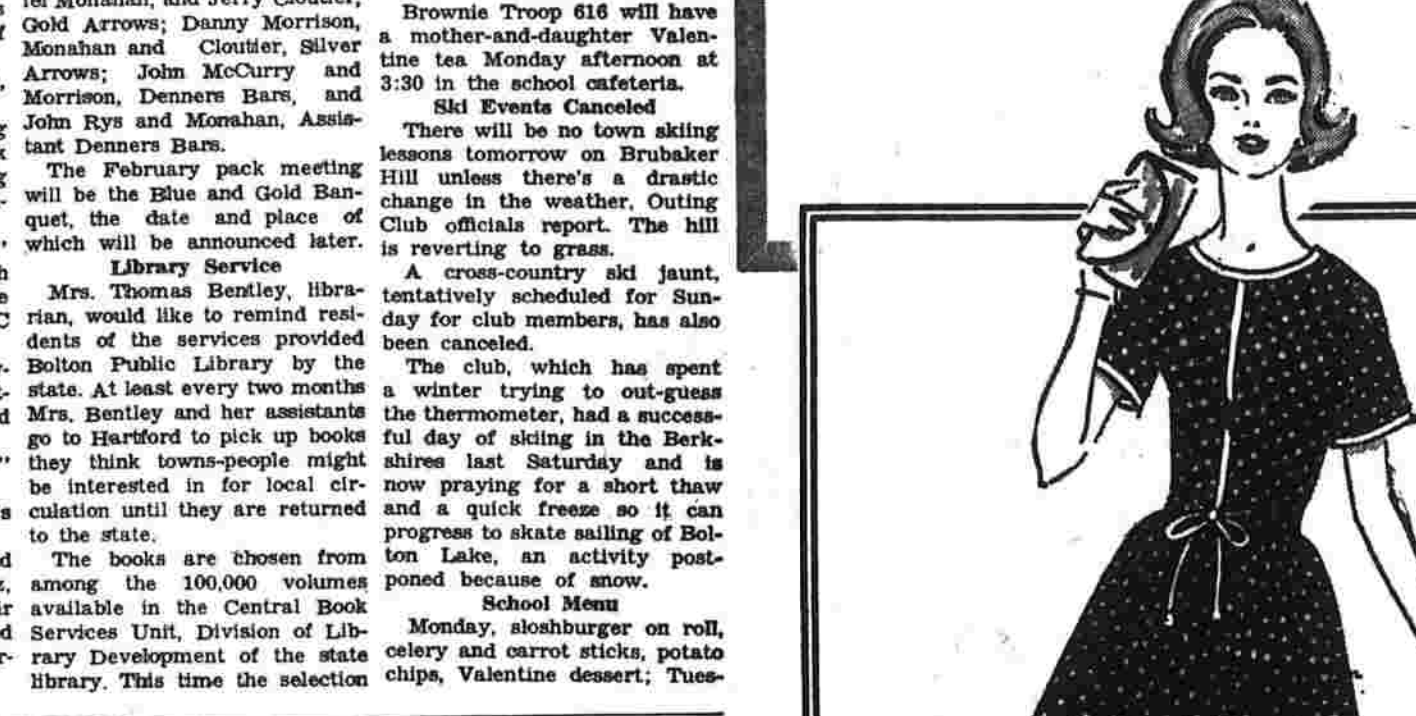 Gold Arrows; Danny Morrison,
Monahan and Cloutier, Silver
Arrows; John McCurry and
Morrison, Denners Bars, and
John Rys and Monahan, Assis-
tant Denners Bars.
The February pack meeting
will be the Blue and Gold Ban-
quet, the date and place of
which will be announced later.
Library Service
Mrs. Thomas Bentley, libra-
rian, would like to remind resi-
dents of the services provided
Bolton Public Library by the
state. At least every two months
Mrs. Bentley and her assistants
go to Hartford to pick up books
they think towns-people might
be interested in for local cir-
culation until they are returned
to the state.
The books are chosen from
among the 100,000 volumes
available in the Central Book
Services Unit, Division of Lib-
rary Development of the state
library. This time the selection
Brownie Troop 616 will have
a mother-and-daughter Valen-
tine tea Monday afternoon at
3:30 in the school cafeteria.
Ski Events Canceled
There will be no town skiing
lessons tomorrow on Brubaker
Hill unless there's a drastic
change in the weather, Outing
Club officials report. The hill
is reverting to grass.
A cross-country ski jaunt,
tentatively scheduled for Sun-
day for club members, has also
been canceled.
The club, which has spent
a winter trying to out-guess
the thermometer, had a success-
ful day of skiing in the Berk-
shires last Saturday and is
now praying for a short thaw
and a quick freeze so it can
progress to skate sailing of Bol-
ton Lake, an activity post-
poned because of snow.
School Menu
Monday, sloshburger on roll,
celery and carrot sticks, potato
chips, Valentine dessert; Tues-